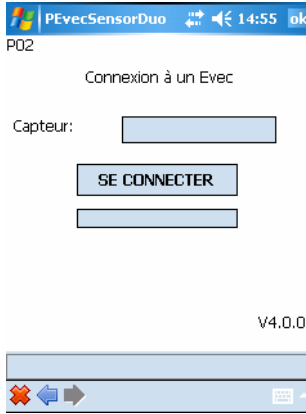 PEvecSensorDuo 14:55 ok
P02
Connexion à un Evec
Capteur:
SE CONNECTER
V4.0.0